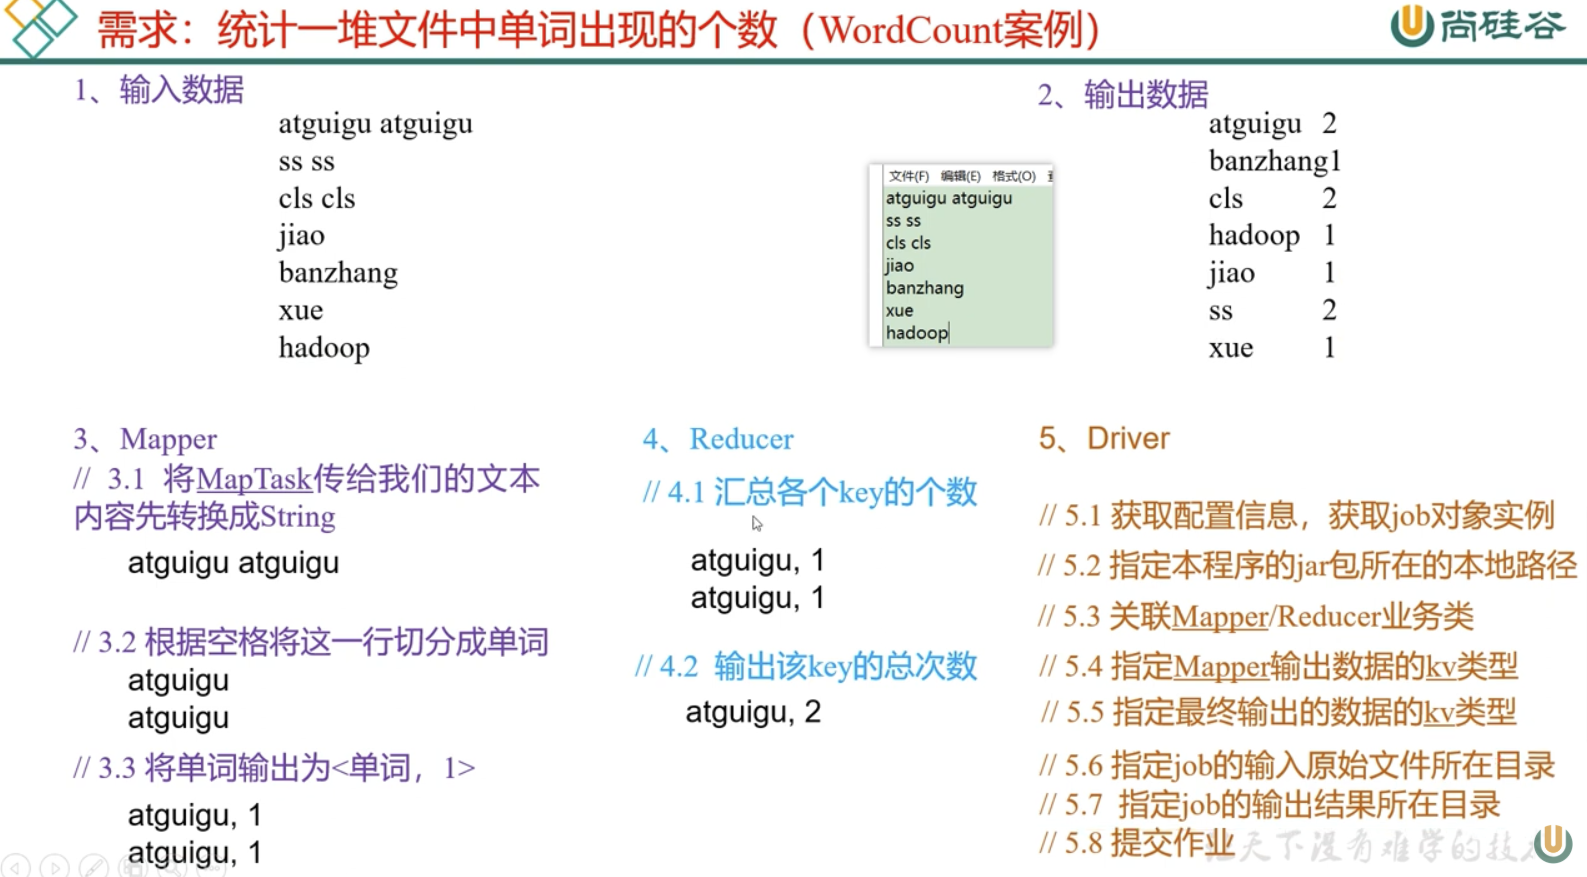 需求：统计一堆文件中单词出现的个数（WordCount案例）
尚硅谷
1、输入数据
atguigu atguigu
ss ss
cls cls
jiao
banzhang
xue
hadoop
文件(F) 编辑(E) 格式(O)
atguigu atguigu
ss ss
cls cls
jiao
banzhang
xue
hadoop
2、输出数据
atguigu 2
banzhang1
cls 2
hadoop 1
jiao 1
ss 2
xue 1
3、Mapper
// 3.1 将MapTask传给我们的文本
内容先转换成String
atguigu atguigu
// 3.2 根据空格将这一行切分成单词
atguigu
atguigu
// 3.3 将单词输出为<单词，1>
atguigu, 1
atguigu, 1
4、Reducer
// 4.1 汇总各个key的个数
atguigu, 1
atguigu, 1
// 4.2 输出该key的总次数
atguigu, 2
5、Driver
// 5.1 获取配置信息，获取job对象实例
// 5.2 指定本程序的jar包所在的本地路径
// 5.3 关联Mapper/Reducer业务类
// 5.4 指定Mapper输出数据的kv类型
// 5.5 指定最终输出的数据的kv类型
// 5.6 指定job的输入原始文件所在目录
// 5.7 指定job的输出结果所在目录
// 5.8 提交作业
天下没有难学的技